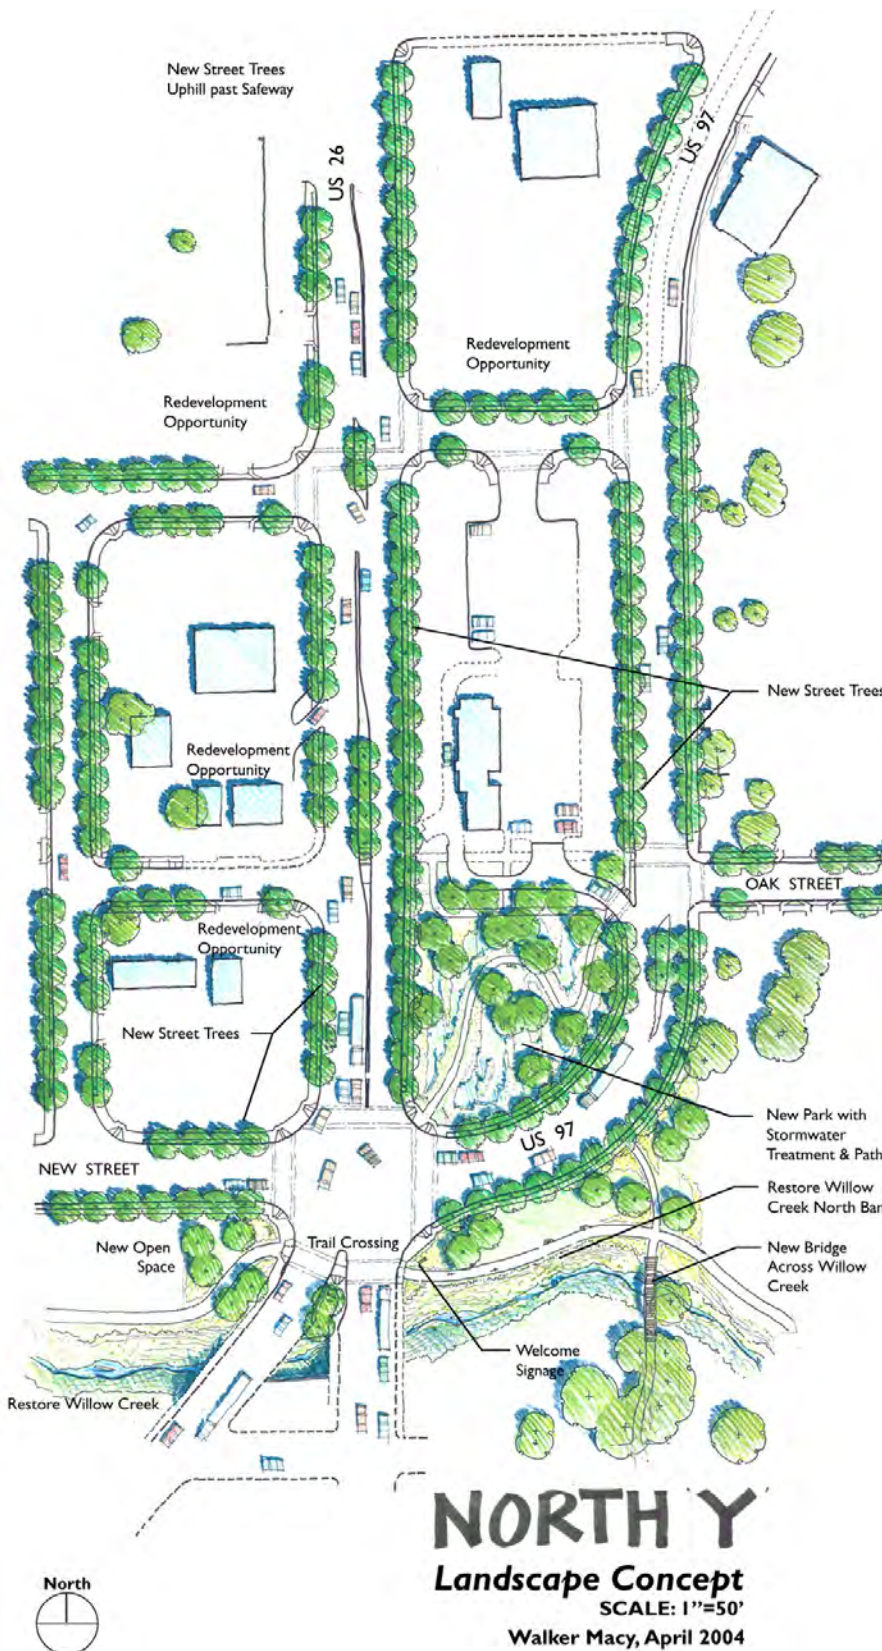 New Street Trees
Uphill past Safeway
US 26
US 97
Redevelopment
Opportunity
Redevelopment
Opportunity
New Street Trees
Redevelopment
Opportunity
OAK STREET
Redevelopment
Opportunity
New Street Trees
New Park with
Stormwater
Treatment & Path
US 97
NEW STREET
Restore Willow
Creek North Ban
New Open
Space
Trail Crossing
New Bridge
Across Willow
Creek
Welcome
Signage
Restore Willow Creek
NORTH 'Y'
Landscape Concept
SCALE: 1"=50'
Walker Macy, April 2004
North